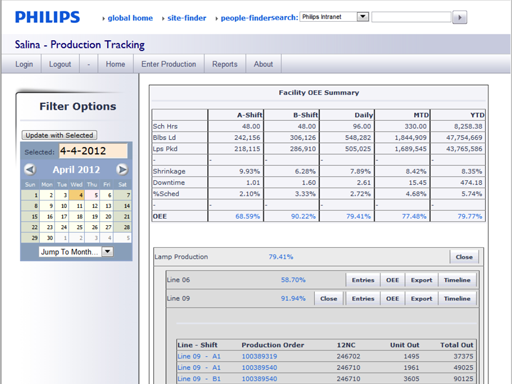 PHILIPS
global home site-finder people-finder search: Philips Intranet
Salina - Production Tracking
Login Logout - Home Enter Production Reports About
Filter Options
Update with Selected
Selected: 4-4-2012
April 2012
Sun Mon Tue Wed Thu Fri Sat
1 2 3 4 5 6 7
8 9 10 11 12 13 14
15 16 17 18 19 20 21
22 23 24 25 26 27 28
29 30 1 2 3 4 5
Jump To Month...
Facility OEE Summary
A-Shift B-Shift Daily MTD YTD
Sch Hrs 48.00 48.00 96.00 330.00 8,258.38
Blbs Ld 242,156 306,126 548,282 1,844,909 47,754,669
Lps Pkd 218,115 286,910 505,025 1,689,545 43,765,586
- - - - - -
Shrinkage 9.93% 6.28% 7.89% 8.42% 8.35%
Downtime 1.01 1.60 2.61 15.45 474.18
%Sched 2.10% 3.33% 2.72% 4.68% 5.74%
- - - - - -
OEE 68.59% 90.22% 79.41% 77.48% 79.77%
Lamp Production 79.41% Close
Line 06 58.70% Entries OEE Export Timeline
Line 09 91.94% Close Entries OEE Export Timeline
Line - Shift Production Order 12NC Unit Out Total Out
Line 09 - A1 100389319 246702 1495 37375
Line 09 - A1 100389540 246710 1961 49025
Line 09 - B1 100389540 246710 3605 90125